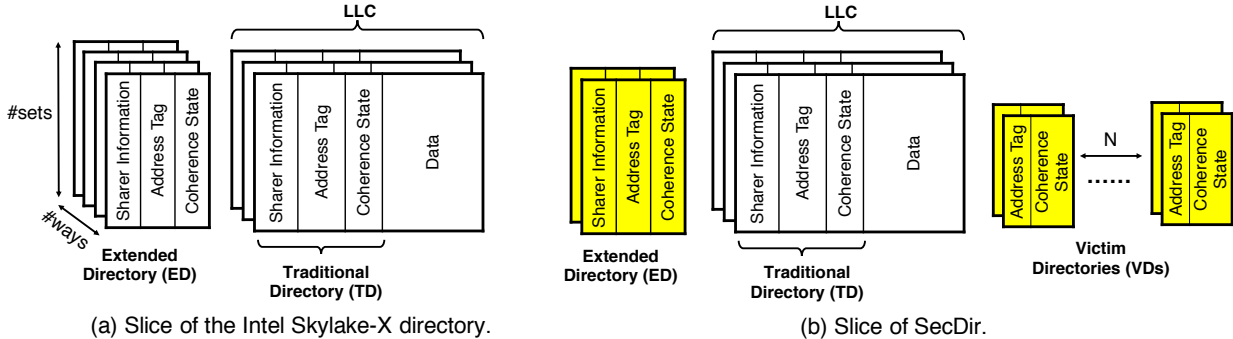 LLC
#sets
#ways
Sharer Information
Address Tag
Coherence State
Sharer Information
Address Tag
Coherence State
Data
Extended
Directory (ED)
Traditional
Directory (TD)
(a) Slice of the Intel Skylake-X directory.
LLC
Sharer Information
Address Tag
Coherence State
Sharer Information
Address Tag
Coherence State
Data
Address Tag
Coherence
State
N
......
Address Tag
Coherence
State
Extended
Directory (ED)
Traditional
Directory (TD)
Victim
Directories (VDs)
(b) Slice of SecDir.